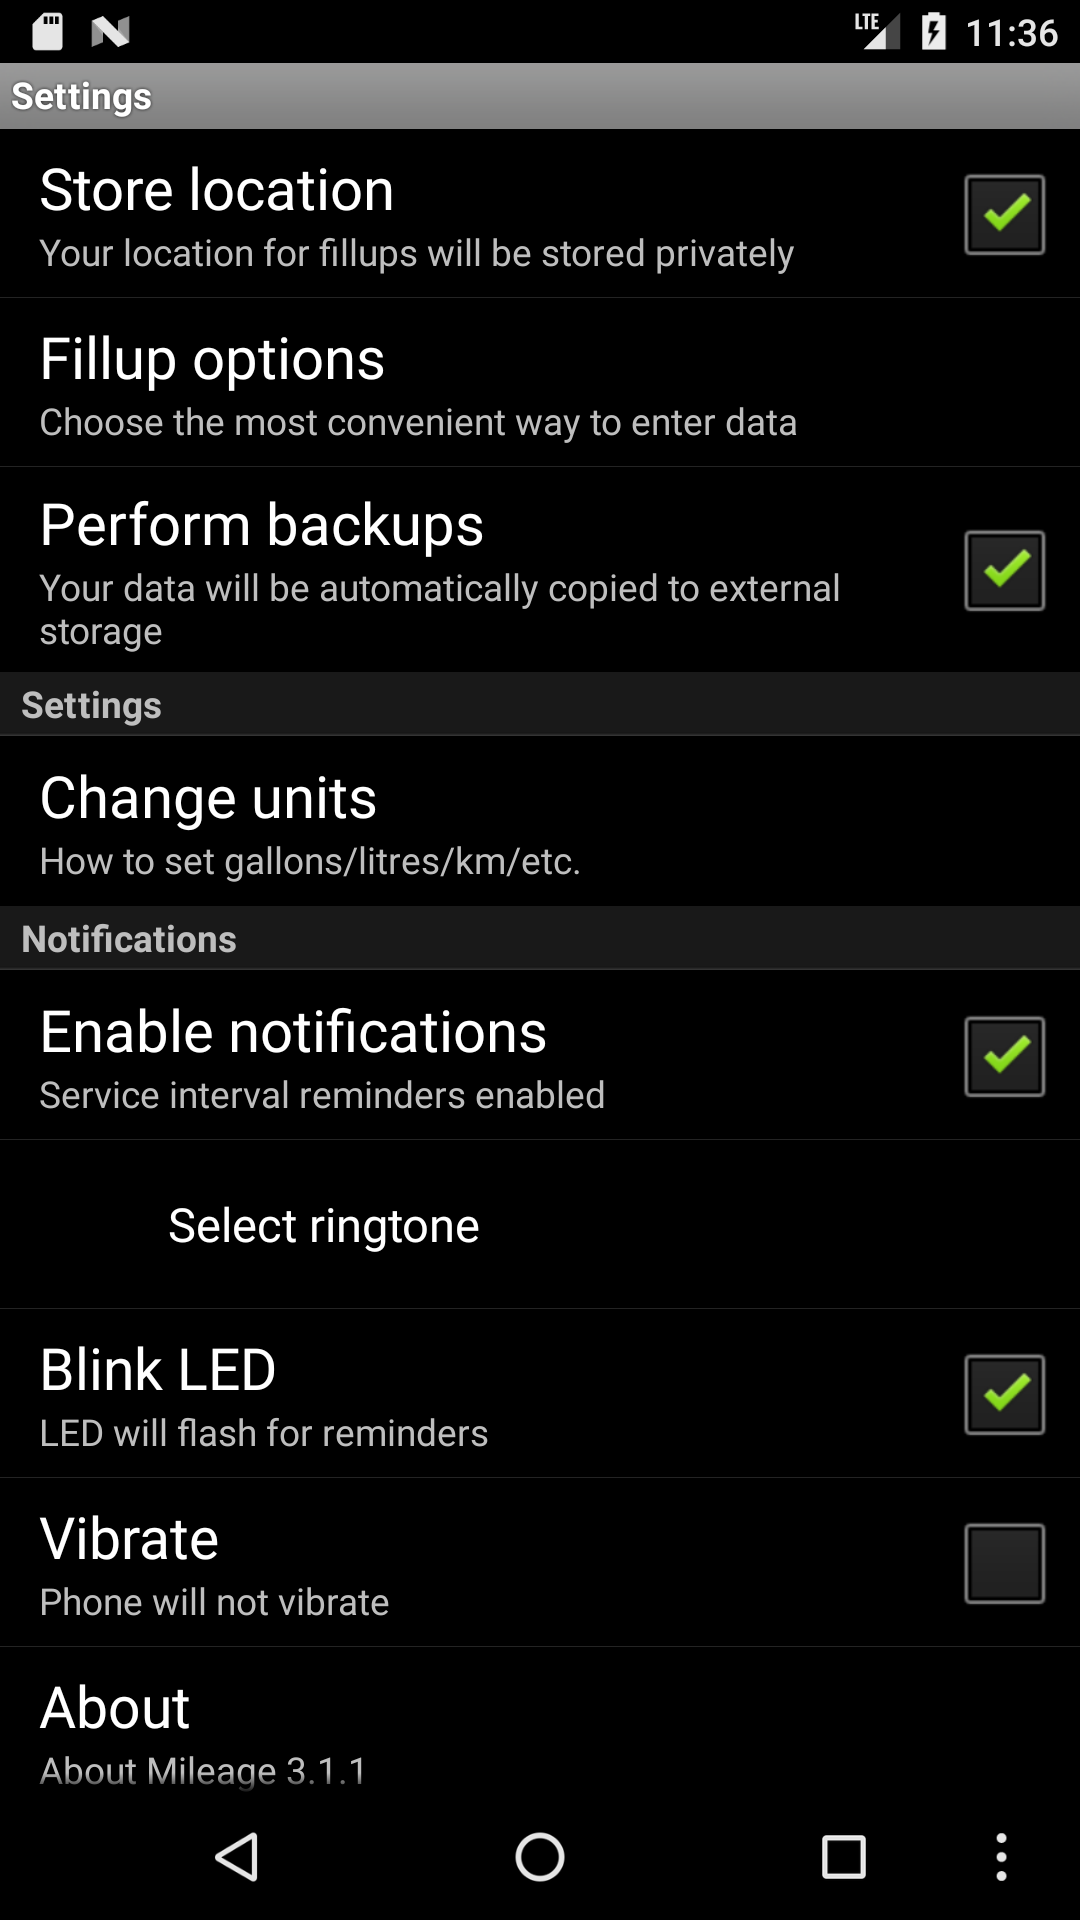 LTE 11:36
Settings
Store location
Your location for fillups will be stored privately
Fillup options
Choose the most convenient way to enter data
Perform backups
Your data will be automatically copied to external
storage
Settings
Change units
How to set gallons/litres/km/etc.
Notifications
Enable notifications
Service interval reminders enabled
Select ringtone
Blink LED
LED will flash for reminders
Vibrate
Phone will not vibrate
About
About Mileage 3.1.1